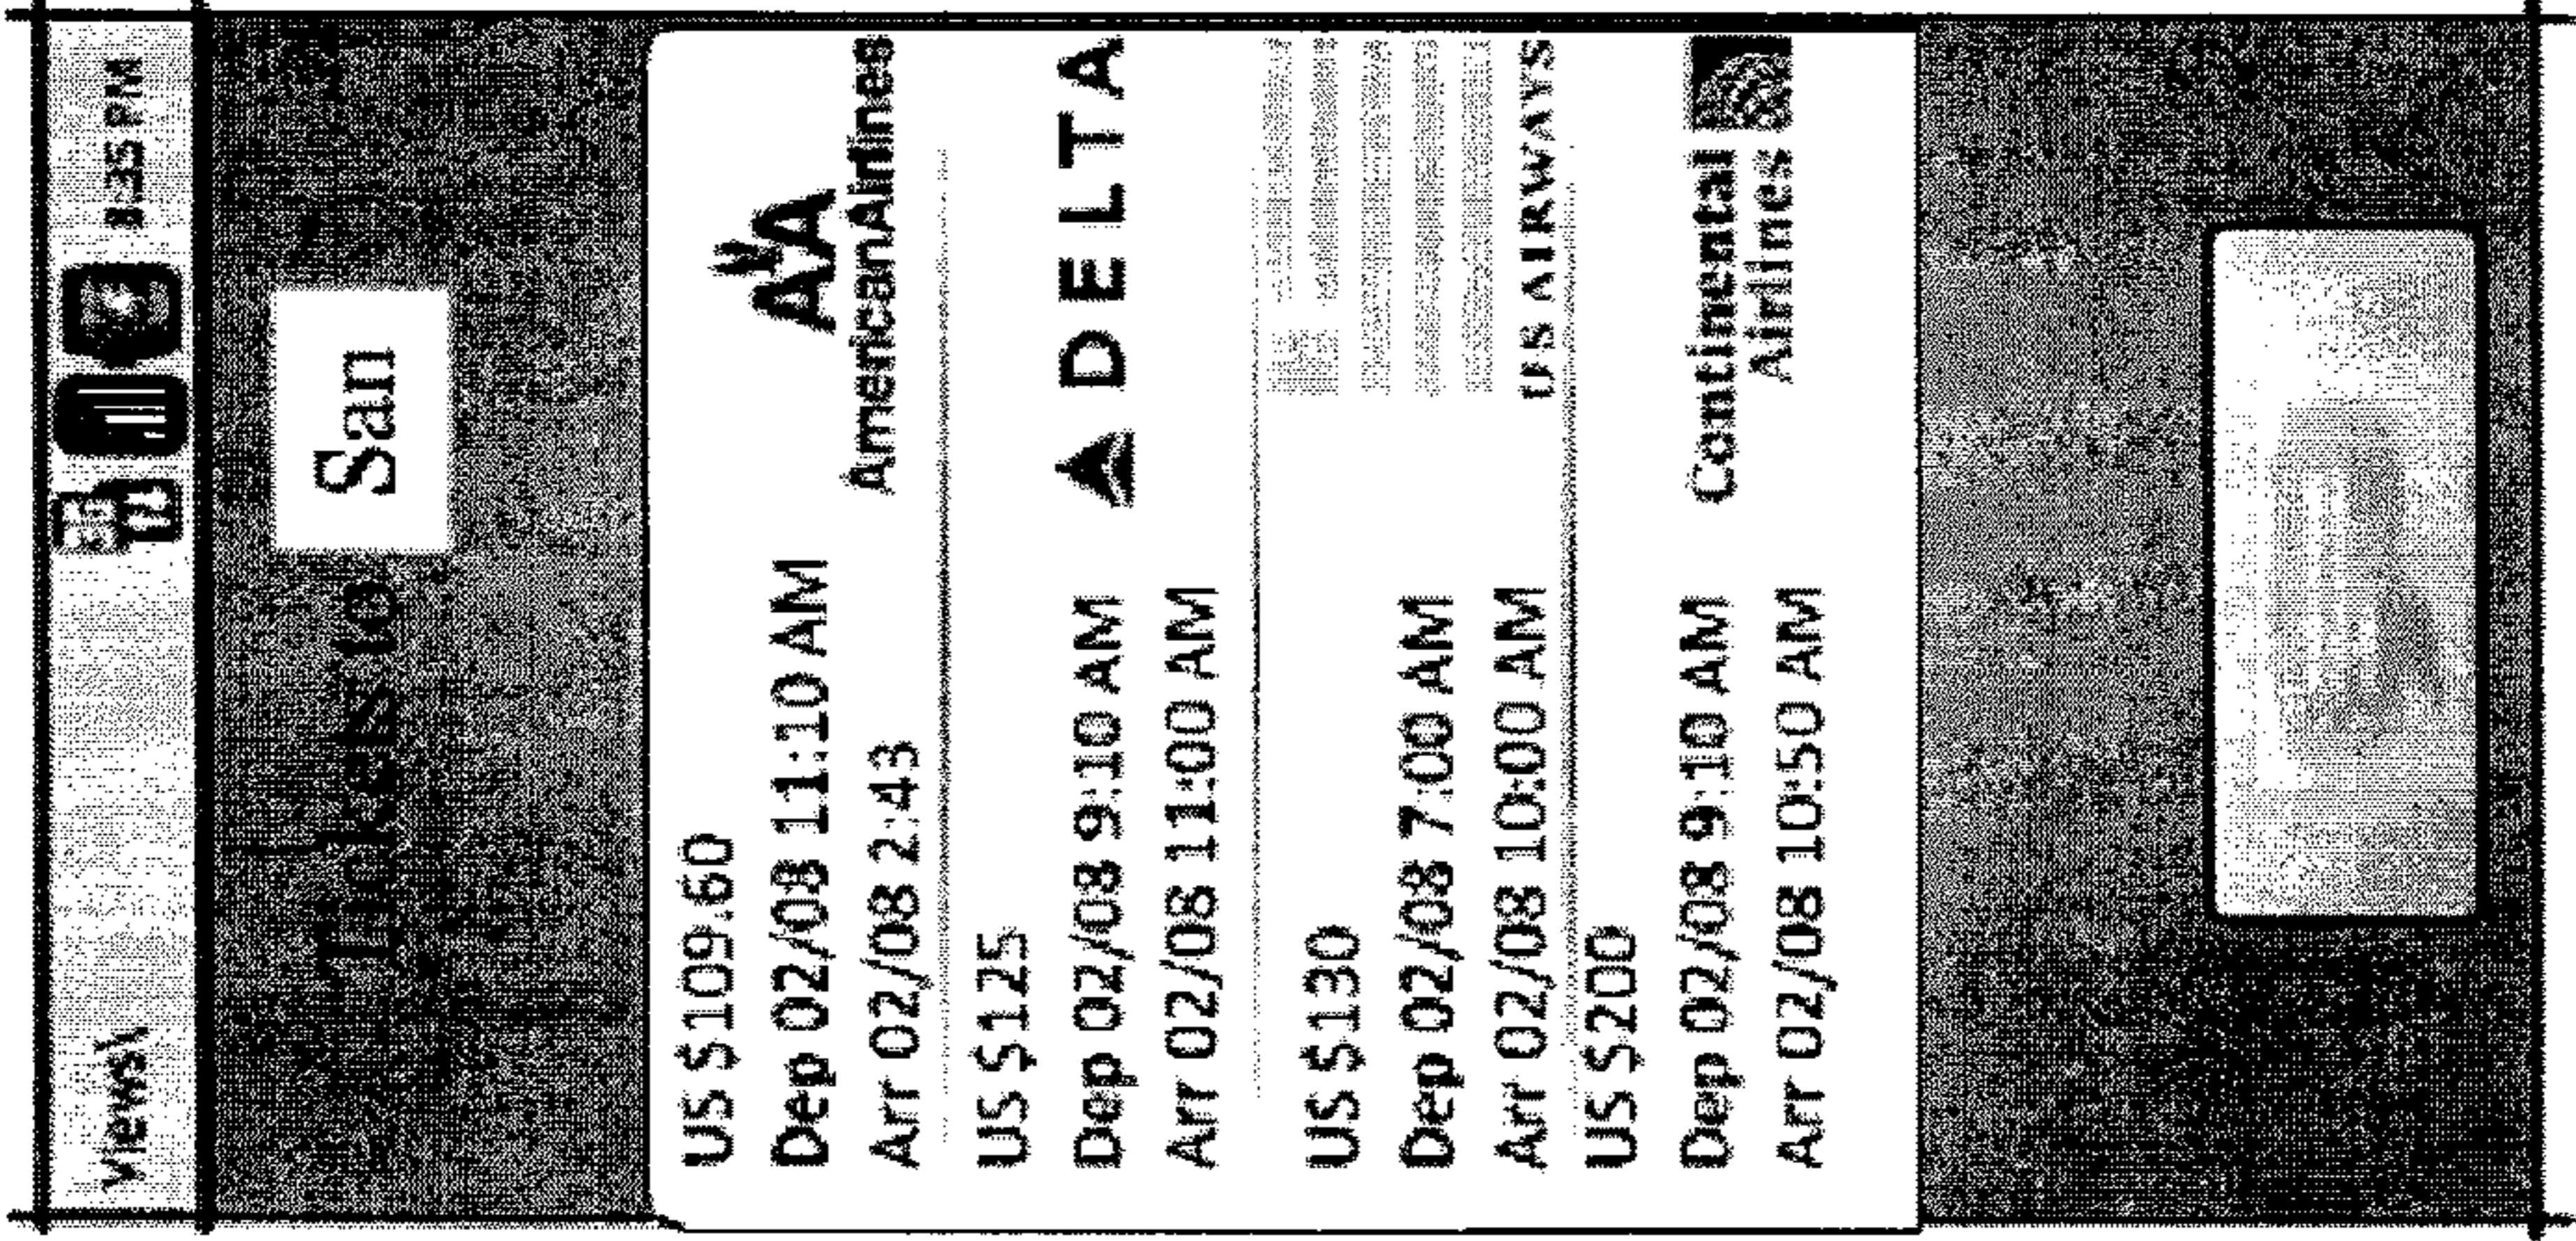 Views\ 8:35 PM
Tickets to San
US $109.60
Dep 02/08 11:10 AM
Arr 02/08 2:43
AA
AmericanAirlines
US $125
Dep 02/08 9:10 AM
Arr 02/08 11:00 AM
DELTA
US $130
Dep 02/08 7:00 AM
Arr 02/08 10:00 AM
US AIRWAYS
US $200
Dep 02/08 9:10 AM
Arr 02/08 10:50 AM
Continental
Airlines